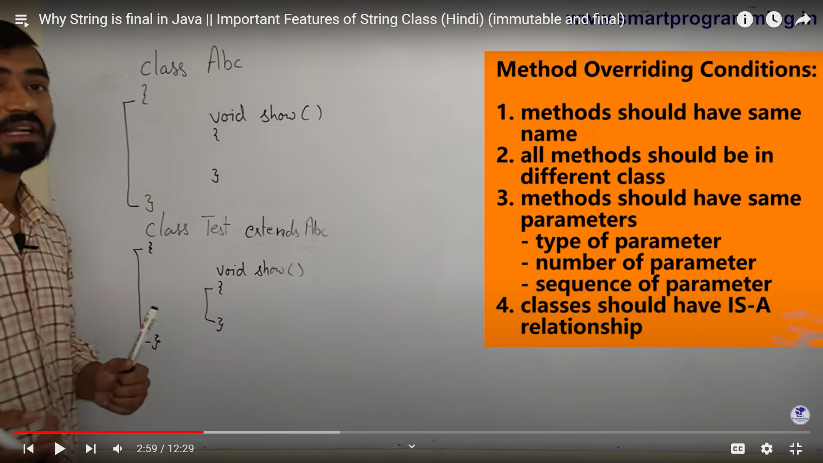 Why String is final in Java || Important Features of String Class (Hindi) (immutable and final)
class Abc
{
void show()
{
}
}
class Test extends Abc
{
void show()
{
}
}
Method Overriding Conditions:
1. methods should have same
name
2. all methods should be in
different class
3. methods should have same
parameters
- type of parameter
- number of parameter
- sequence of parameter
4. classes should have IS-A
relationship
2:59 / 12:29